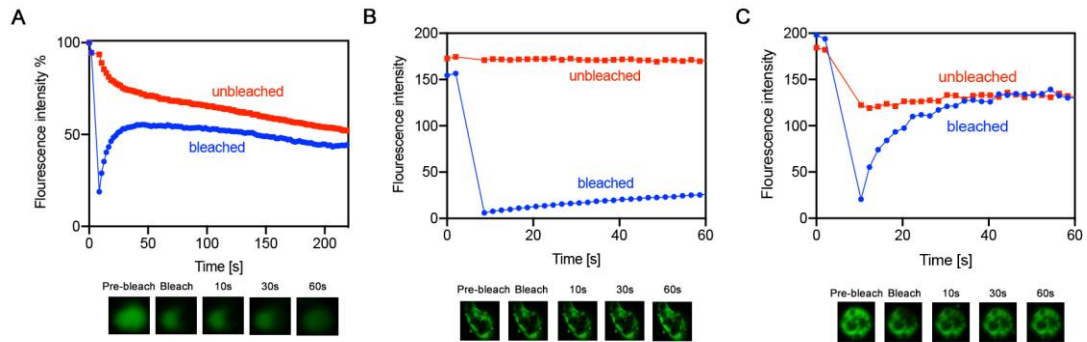 A
Flourescence intensity %
100
50
0
unbleached
bleached
0 50 100 150 200
Time [s]
Pre-bleach Bleach 10s 30s 60s
B
Flourescence intensity
200
150
100
50
0
unbleached
bleached
0 20 40 60
Time [s]
Pre-bleach Bleach 10s 30s 60s
C
Flourescence intensity
200
150
100
50
0
unbleached
bleached
0 20 40 60
Time [s]
Pre-bleach Bleach 10s 30s 60s